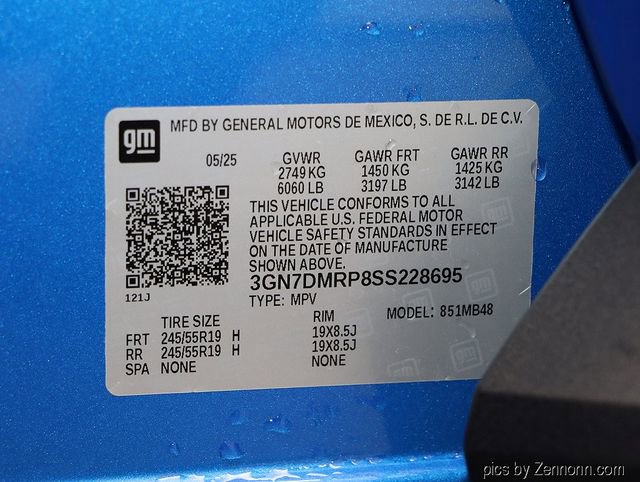 gm
MFD BY GENERAL MOTORS DE MEXICO, S. DE R.L. DE C.V.
05/25 GVWR GAWR FRT GAWR RR
2749 KG 1450 KG 1425 KG
6060 LB 3197 LB 3142 LB
THIS VEHICLE CONFORMS TO ALL
APPLICABLE U.S. FEDERAL MOTOR
VEHICLE SAFETY STANDARDS IN EFFECT
ON THE DATE OF MANUFACTURE
SHOWN ABOVE.
3GN7DMRP8SS228695
121J
TYPE: MPV MODEL: 851MB48
TIRE SIZE RIM
FRT 245/55R19 H 19X8.5J
RR 245/55R19 H 19X8.5J
SPA NONE NONE
pics by Zennonn.com